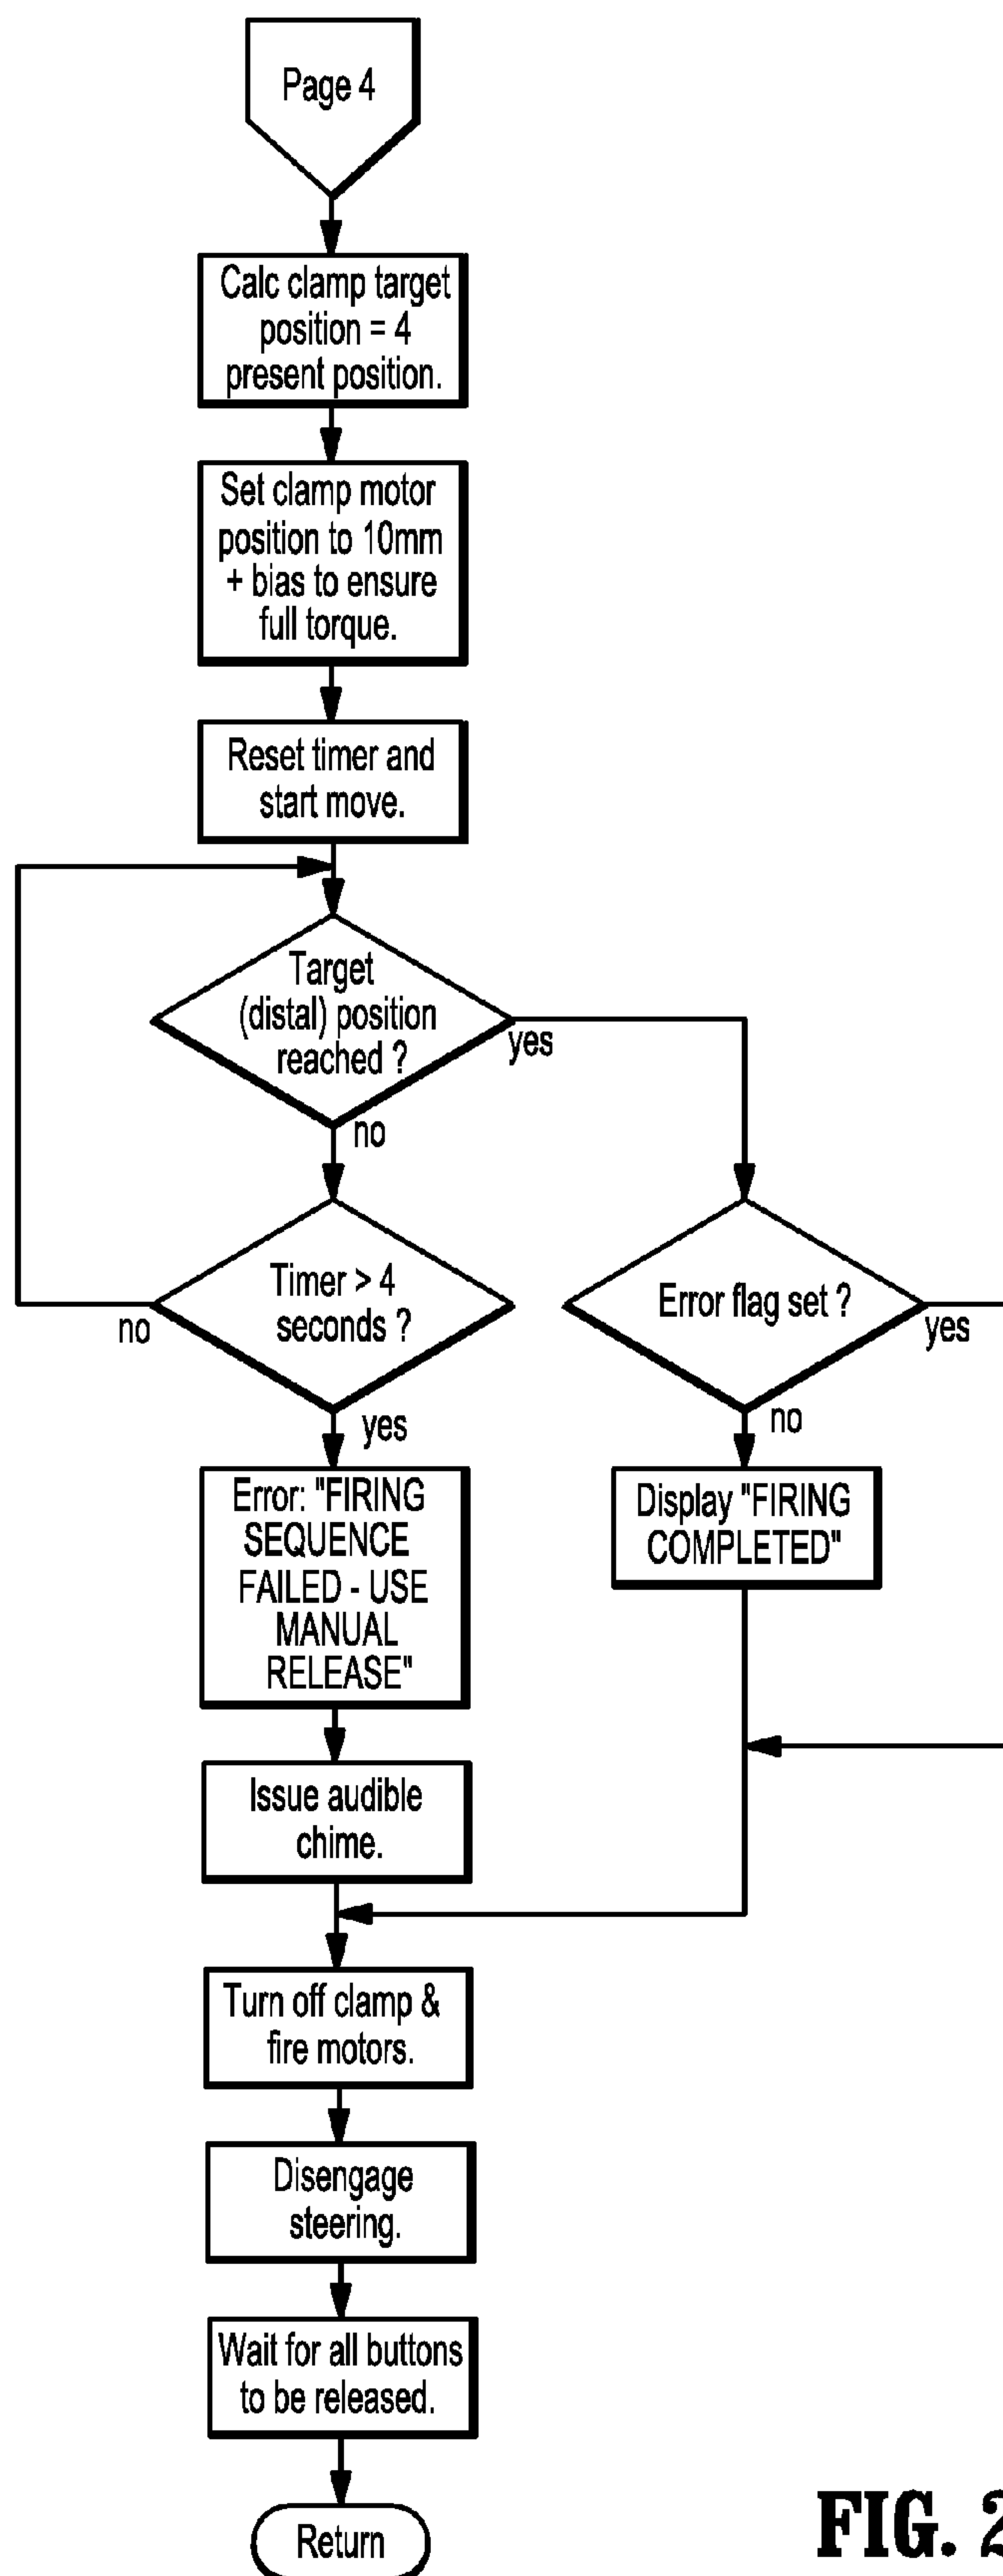 Page 4
Calc clamp target
position = 4
present position.
Set clamp motor
position to 10mm
+ bias to ensure
full torque.
Reset timer and
start move.
Target
(distal) position
reached ?
yes
no
Timer > 4
seconds ?
no
yes
Error flag set ?
yes
no
Error: "FIRING
SEQUENCE
FAILED - USE
MANUAL
RELEASE"
Display "FIRING
COMPLETED"
Issue audible
chime.
Turn off clamp &
fire motors.
Disengage
steering.
Wait for all buttons
to be released.
Return
FIG. 2